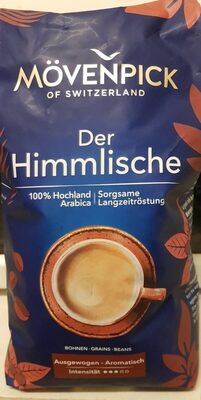 MÖVENPICK
OF SWITZERLAND
Der
Himmlische
100% Hochland Arabica | Sorgsame Langzeitröstung
BOHNEN · GRAINS · BEANS
Ausgewogen - Aromatisch
Intensität